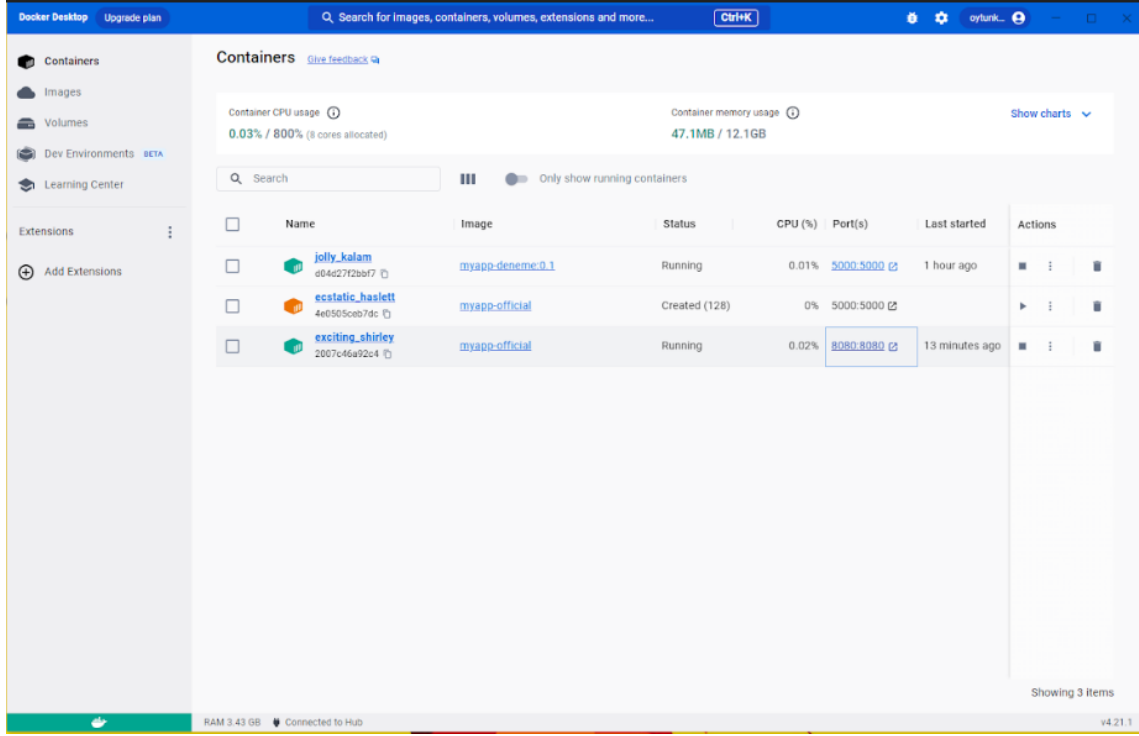 Docker Desktop Upgrade plan Search for images, containers, volumes, extensions and more... Ctrl+K oytunk...
Containers
Images
Volumes
Dev Environments BETA
Learning Center
Extensions
Add Extensions
Containers Give feedback
Container CPU usage
0.03% / 800% (8 cores allocated)
Container memory usage
47.1MB / 12.1GB
Show charts
Search Only show running containers
Name Image Status CPU (%) Port(s) Last started Actions
jolly_kalam
d04d27f2bbf7
myapp-deneme:0.1 Running 0.01% 5000:5000 1 hour ago
ecstatic_haslett
4e0505ceb7dc
myapp-official Created (128) 0% 5000:5000
exciting_shirley
2007c46a92c4
myapp-official Running 0.02% 8080:8080 13 minutes ago
Showing 3 items
RAM 3.43 GB Connected to Hub v4.21.1